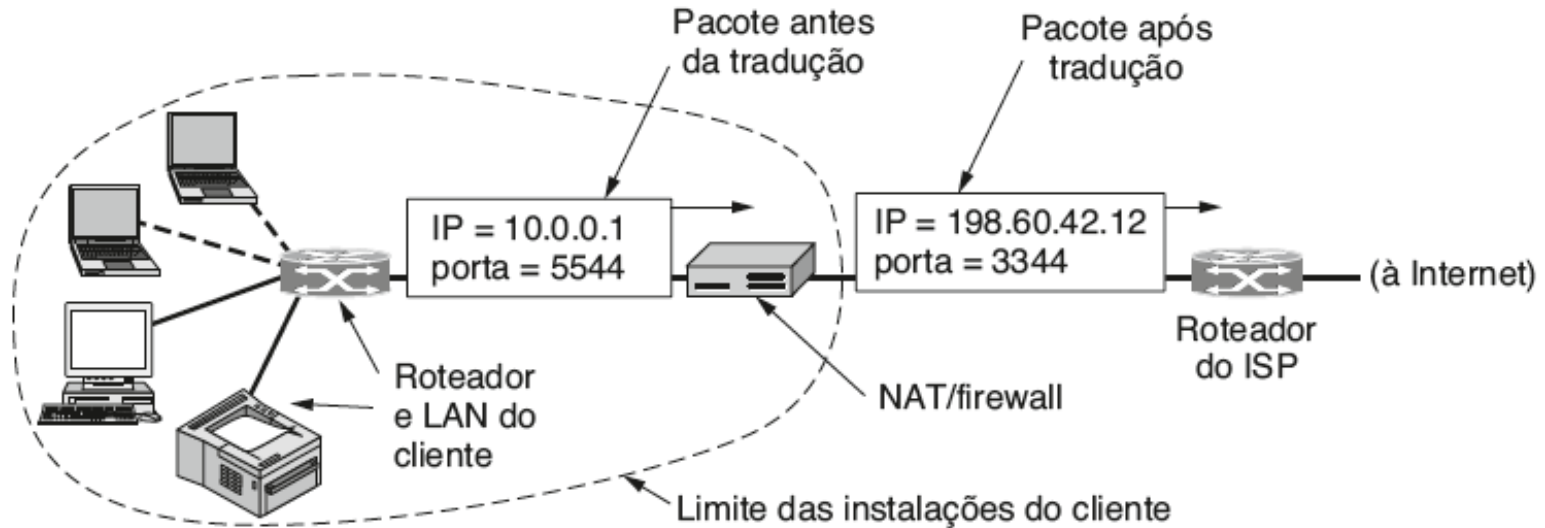 Pacote antes
da tradução
Pacote após
tradução
IP = 10.0.0.1
porta = 5544
IP = 198.60.42.12
porta = 3344
(à Internet)
Roteador
do ISP
Roteador
e LAN do
cliente
NAT/firewall
Limite das instalações do cliente